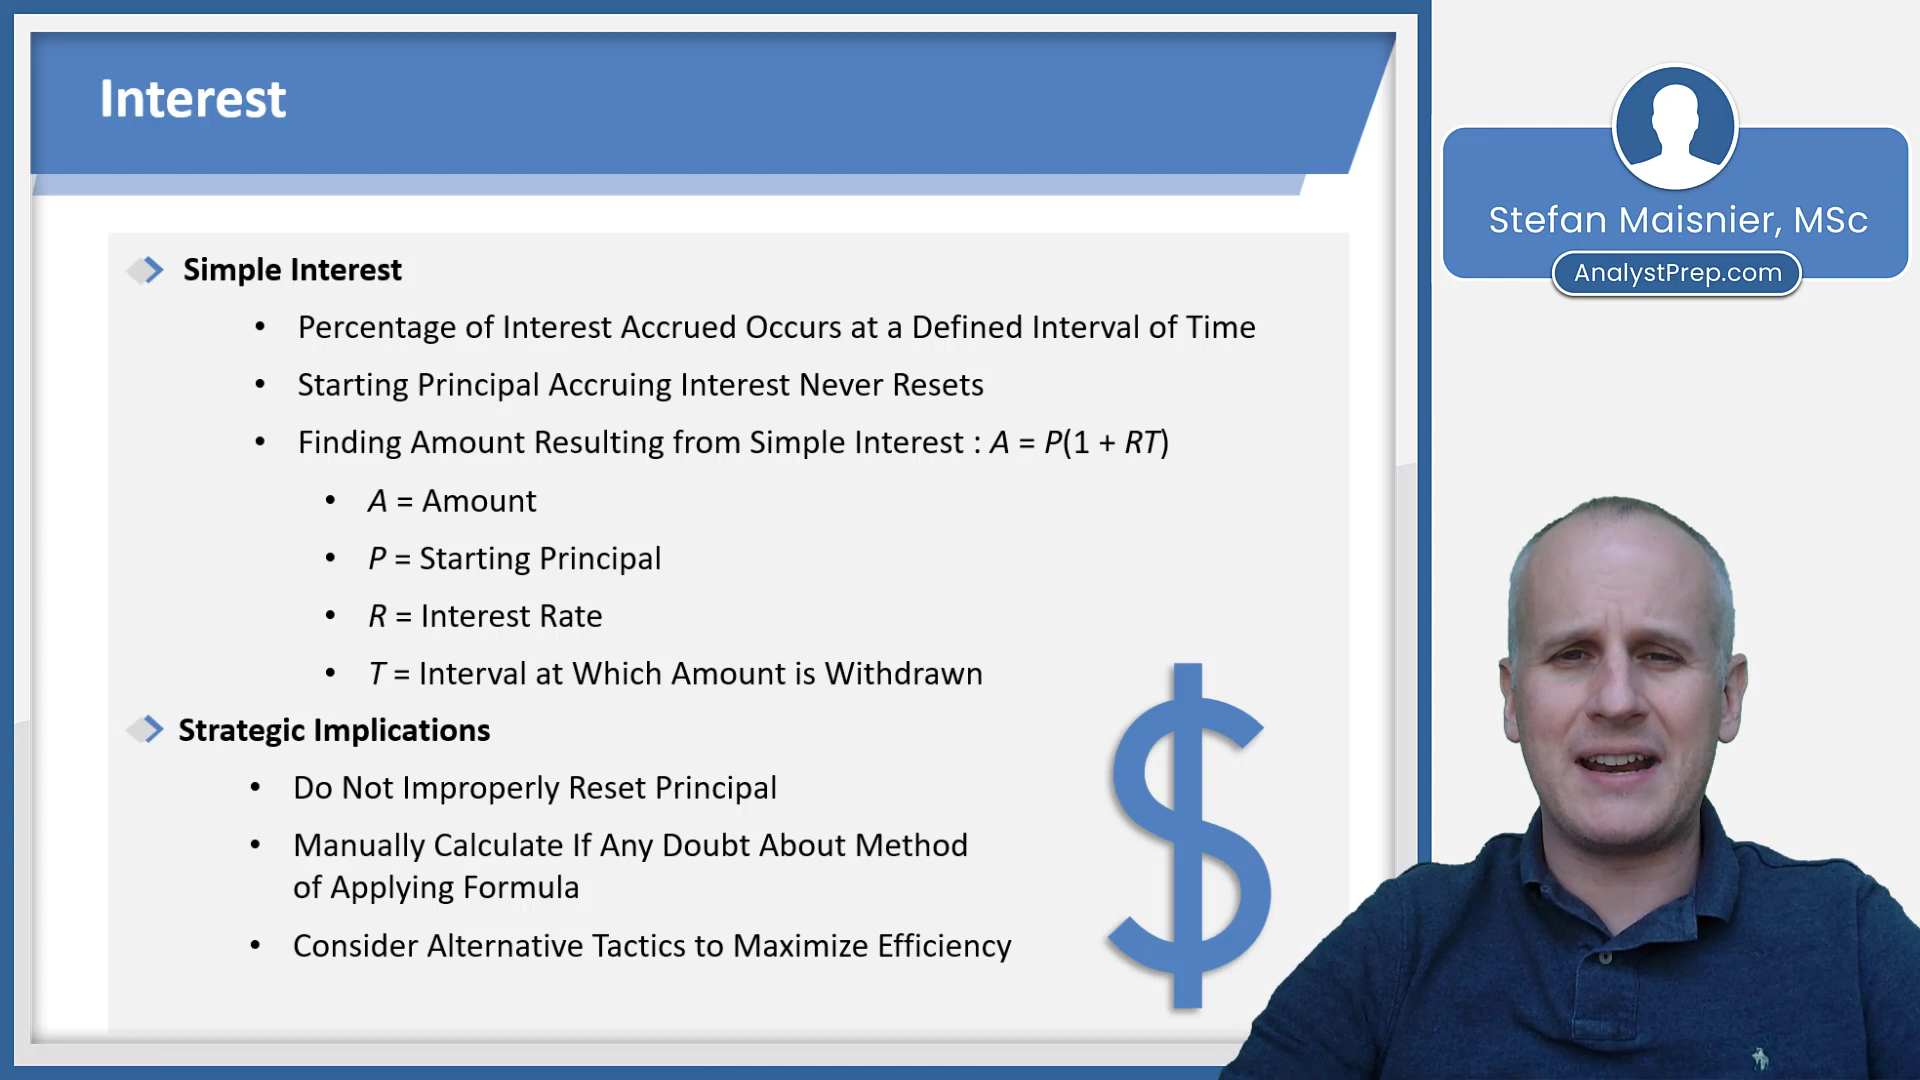 Interest
Simple Interest
• Percentage of Interest Accrued Occurs at a Defined Interval of Time
• Starting Principal Accruing Interest Never Resets
• Finding Amount Resulting from Simple Interest : A = P(1 + RT)
• A = Amount
• P = Starting Principal
• R = Interest Rate
• T = Interval at Which Amount is Withdrawn
Strategic Implications
• Do Not Improperly Reset Principal
• Manually Calculate If Any Doubt About Method
of Applying Formula
• Consider Alternative Tactics to Maximize Efficiency
$
Stefan Maisnier, MSc
AnalystPrep.com